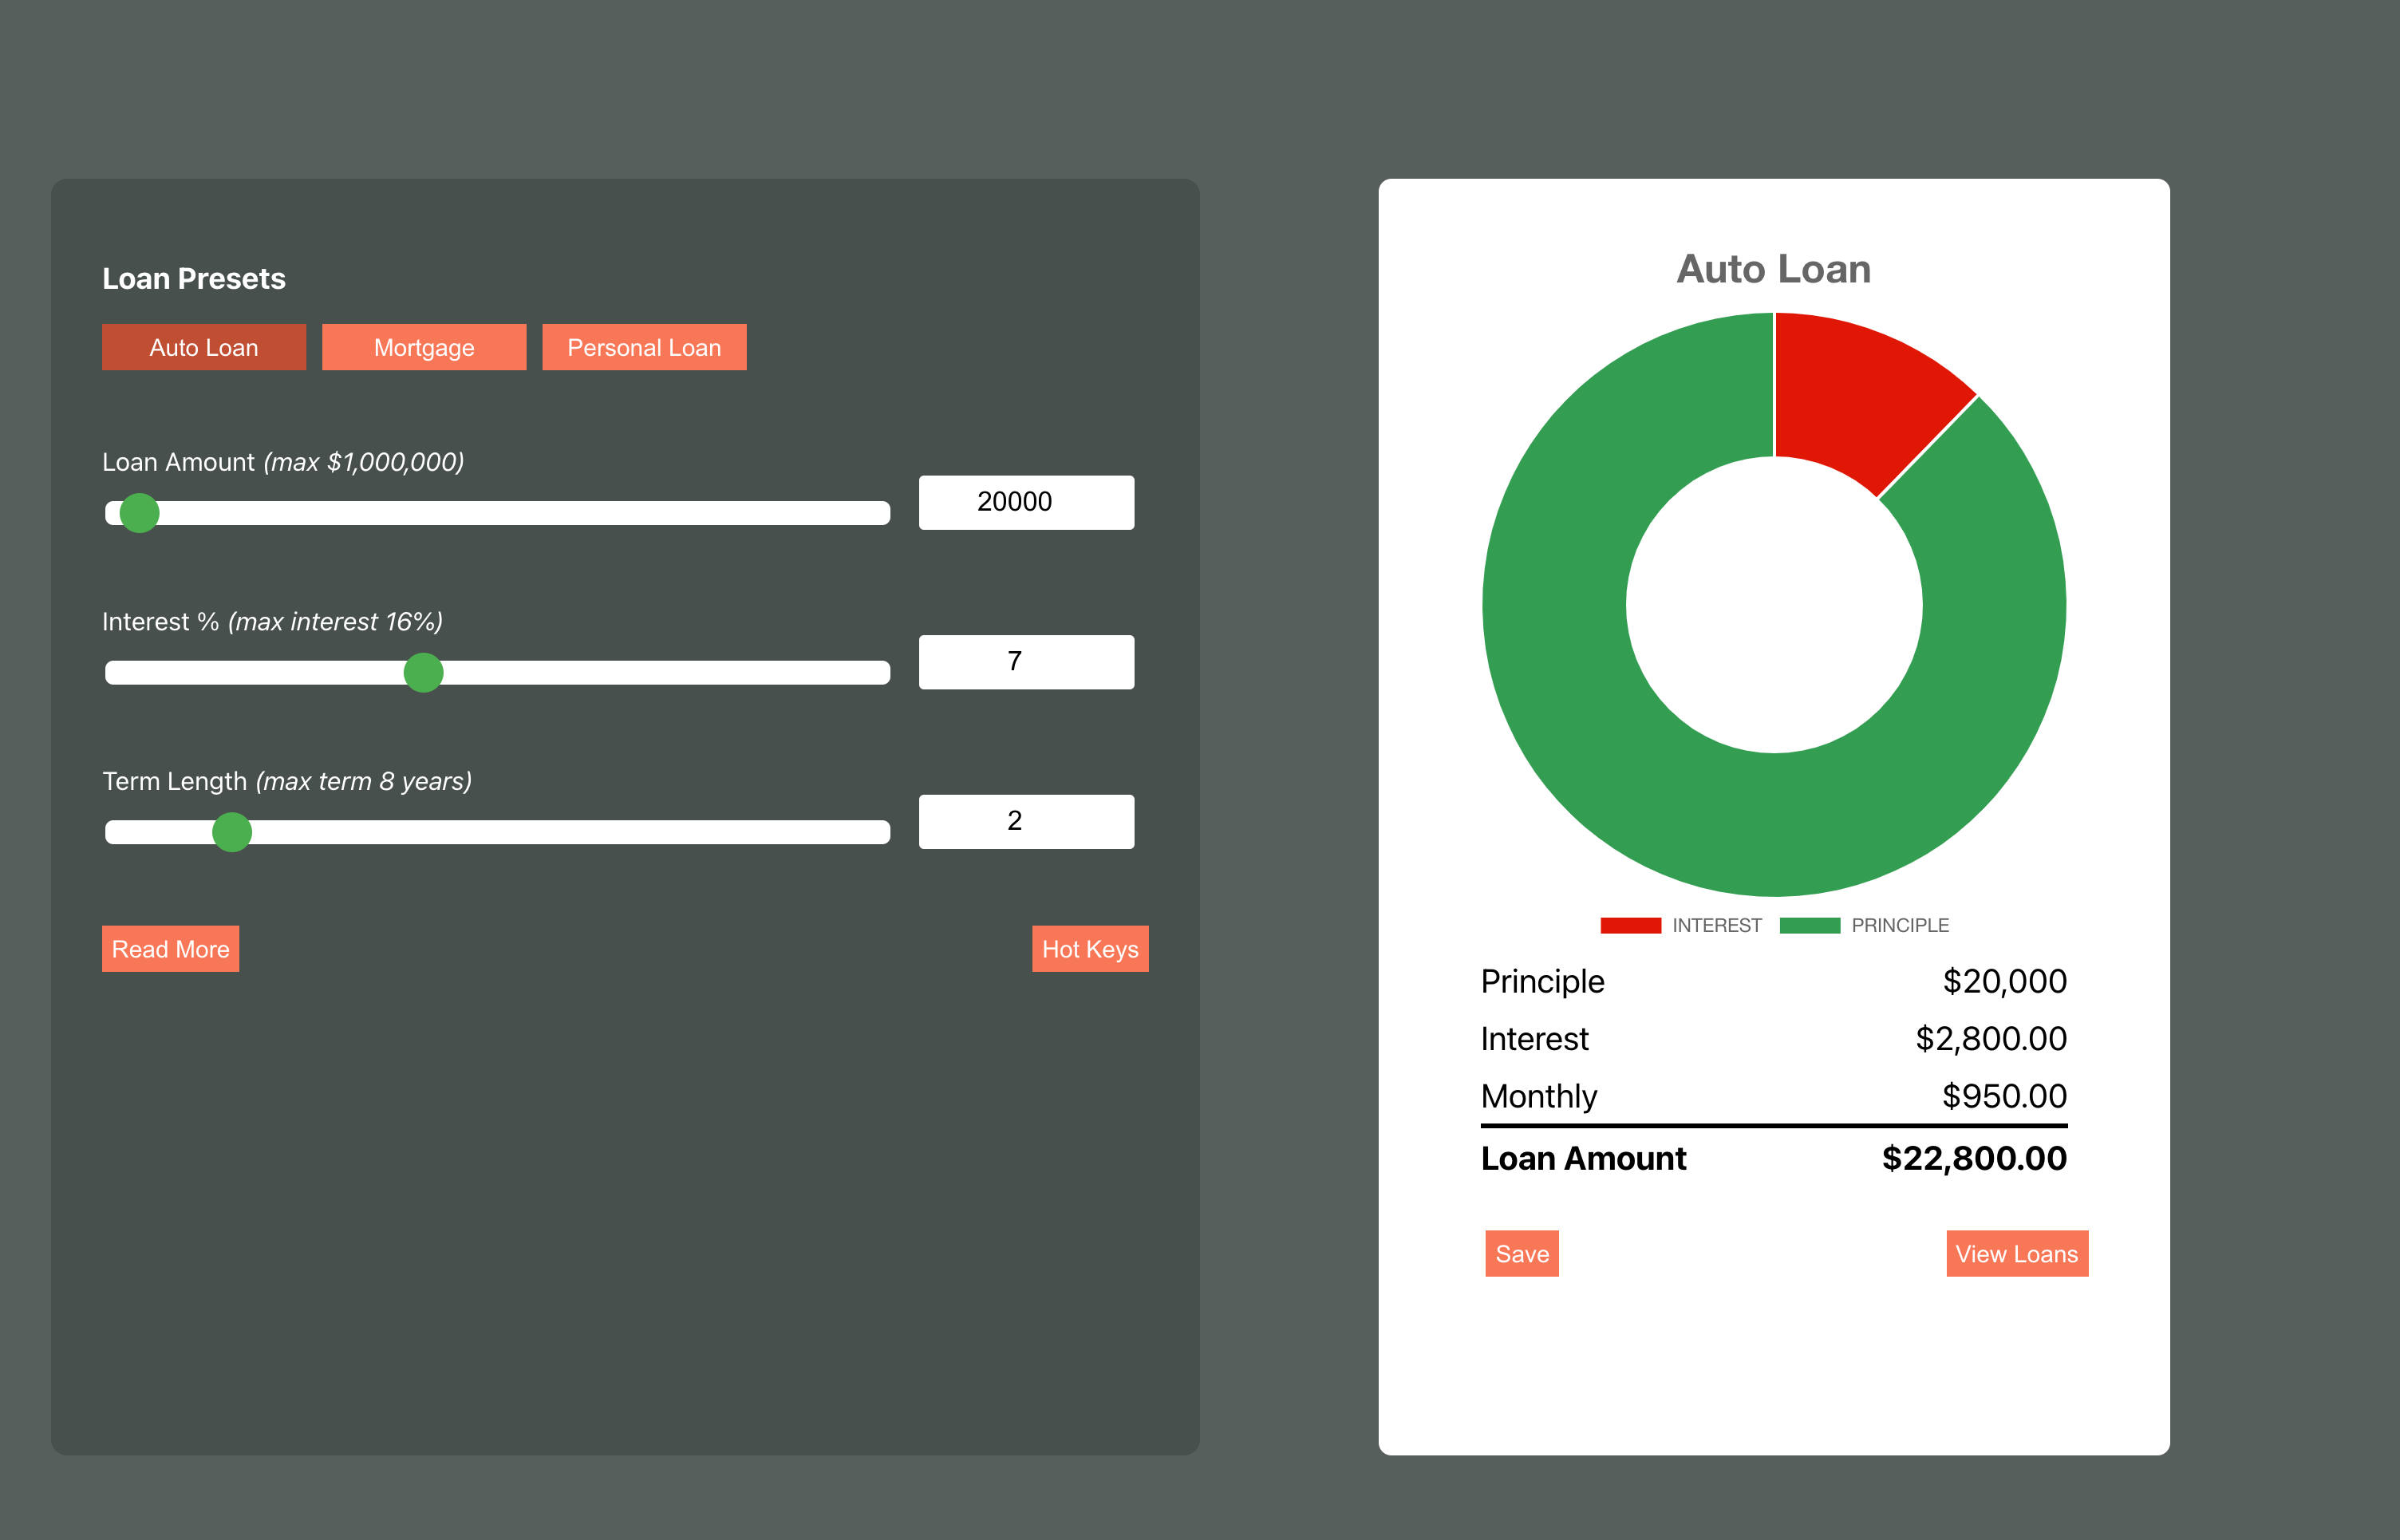 Loan Presets
Auto Loan
Mortgage
Personal Loan
Loan Amount (max $1,000,000)
20000
Interest % (max interest 16%)
7
Term Length (max term 8 years)
2
Read More
Hot Keys
Auto Loan
INTEREST
PRINCIPLE
Principle $20,000
Interest $2,800.00
Monthly $950.00
Loan Amount $22,800.00
Save
View Loans